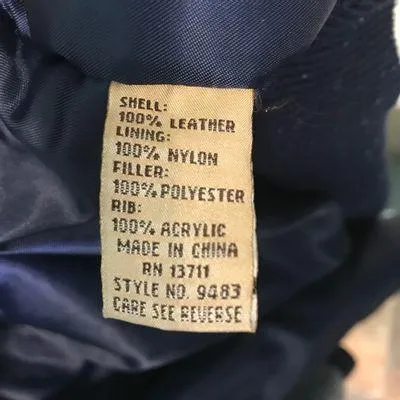 SHELL:
100% LEATHER
LINING:
100% NYLON
FILLER:
100% POLYESTER
RIB:
100% ACRYLIC
MADE IN CHINA
RN 13711
STYLE NO. 9483
CARE SEE REVERSE